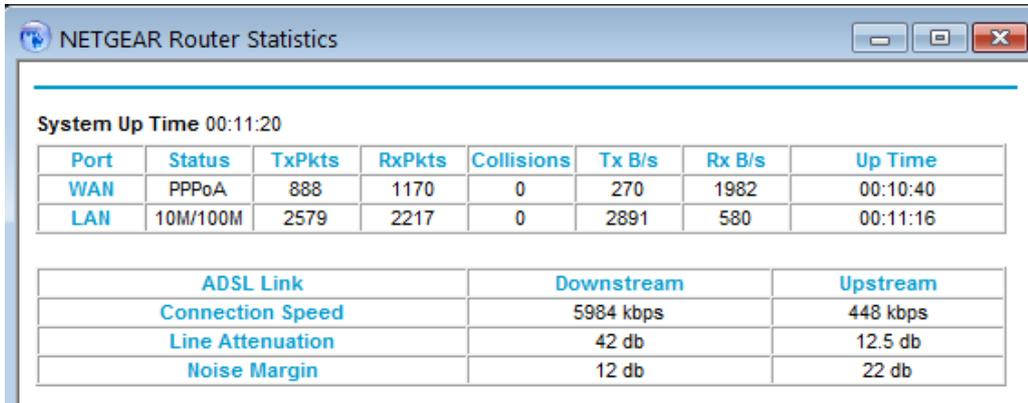 NETGEAR Router Statistics
System Up Time 00:11:20
Port Status TxPkts RxPkts Collisions Tx B/s Rx B/s Up Time
WAN PPPoA 888 1170 0 270 1982 00:10:40
LAN 10M/100M 2579 2217 0 2891 580 00:11:16
ADSL Link Downstream Upstream
Connection Speed 5984 kbps 448 kbps
Line Attenuation 42 db 12.5 db
Noise Margin 12 db 22 db